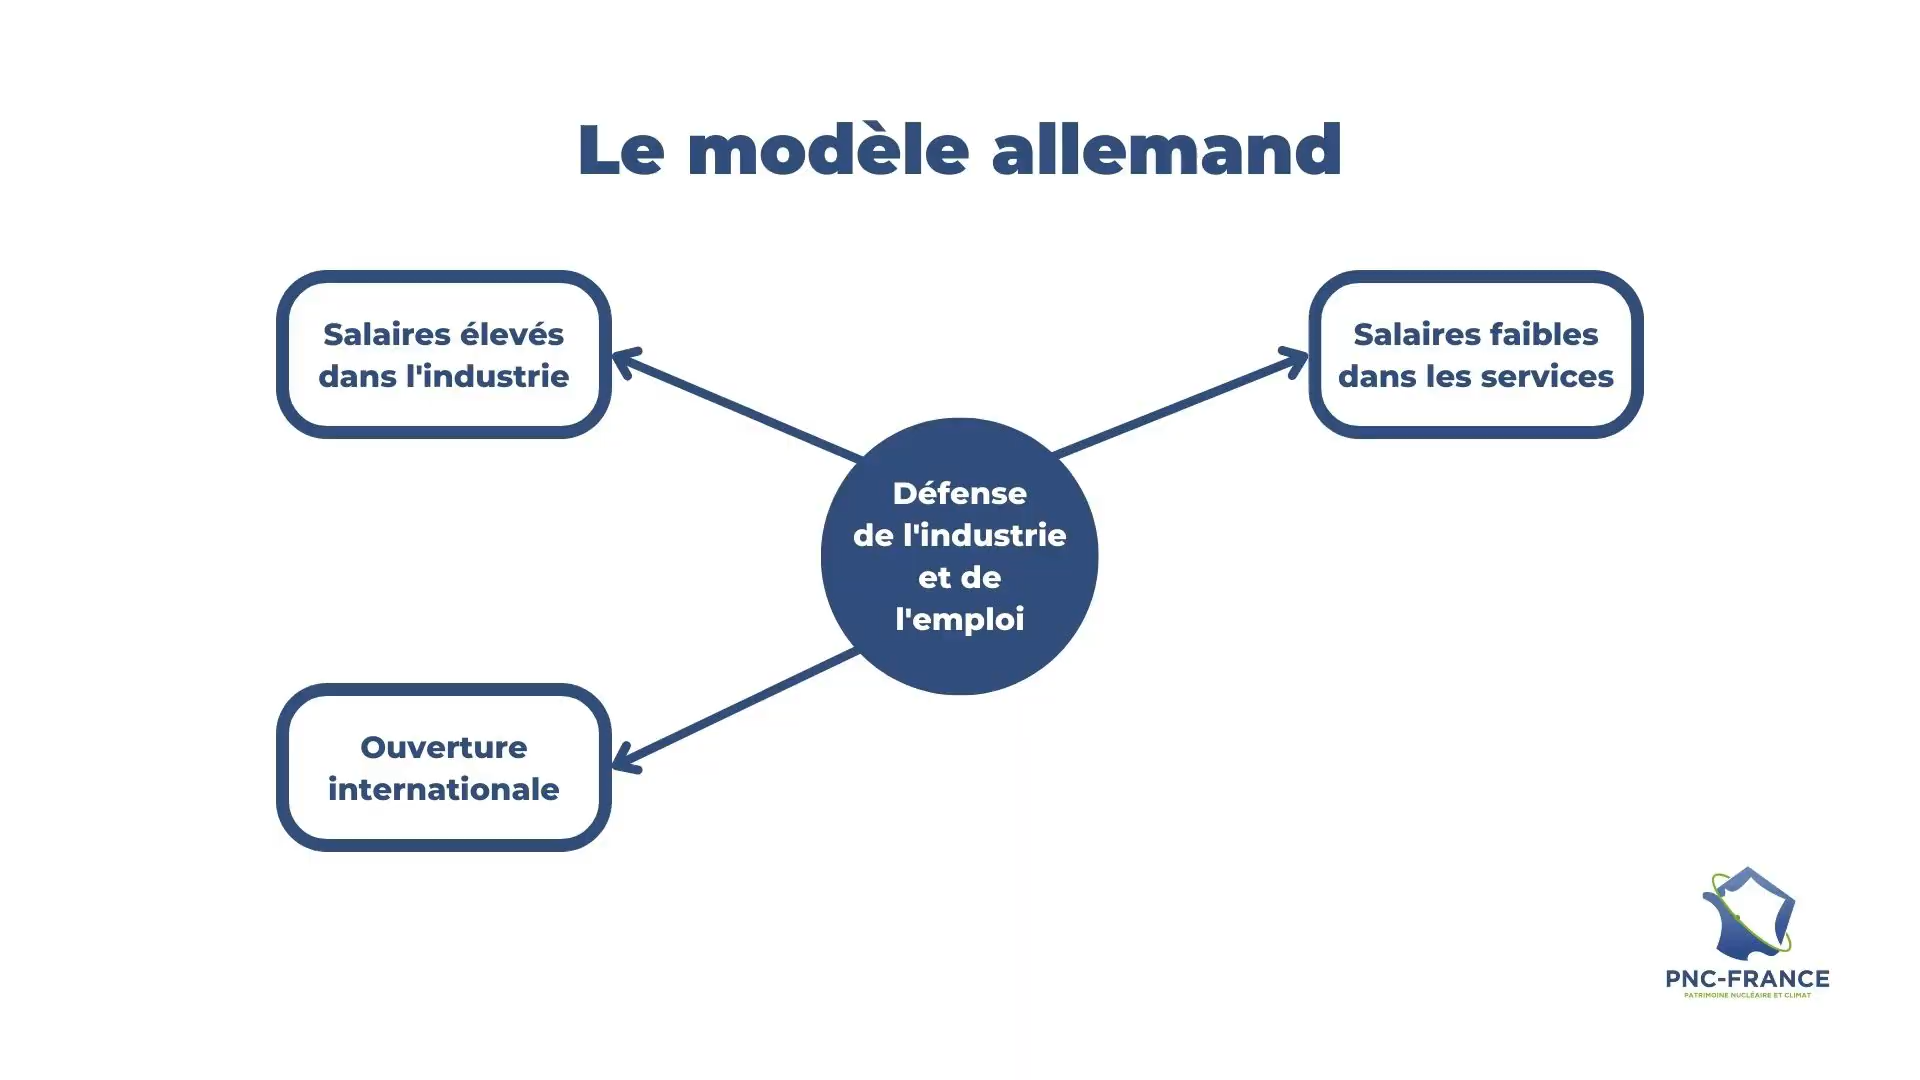 Le modèle allemand
Salaires élevés
dans l'industrie
Salaires faibles
dans les services
Défense
de l'industrie
et de
l'emploi
Ouverture
internationale
PNC-FRANCE
PATRIMOINE NUCLÉAIRE ET CLIMAT